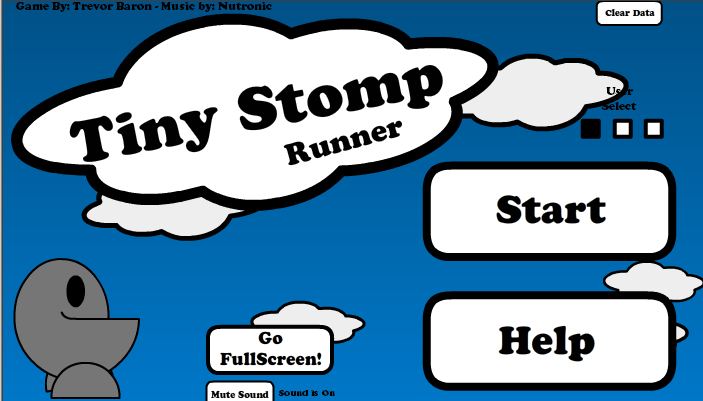 Game By: Trevor Baron - Music by: Nutronic
Clear Data
Tiny Stomp
Runner
User
Select
Start
Help
Go
FullScreen!
Mute Sound
Sound is On